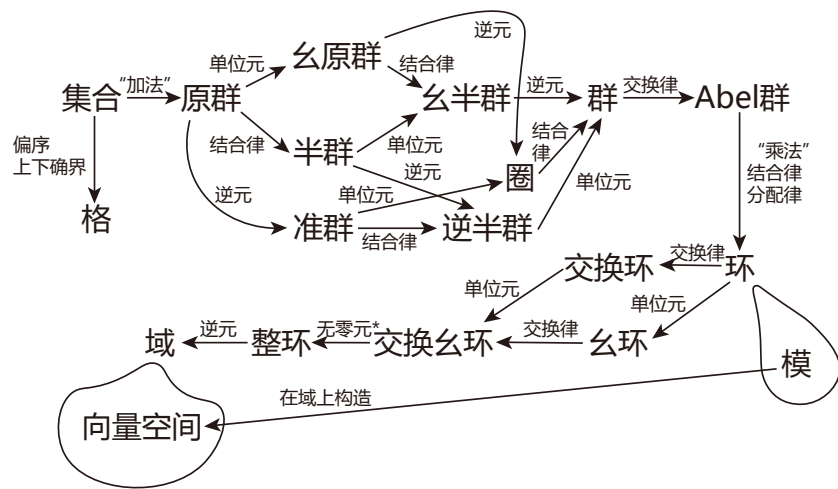 逆元
幺原群
单位元
结合律
集合
“加法”
原群
幺半群
逆元
群
交换律
Abel群
偏序
上下确界
结合律
半群
单位元
结合
律
“乘法”
结合律
分配律
逆元
圈
单位元
逆元
单位元
格
准群
结合律
逆半群
交换环
交换律
环
单位元
单位元
域
逆元
整环
无零元*
交换幺环
交换律
幺环
模
在域上构造
向量空间